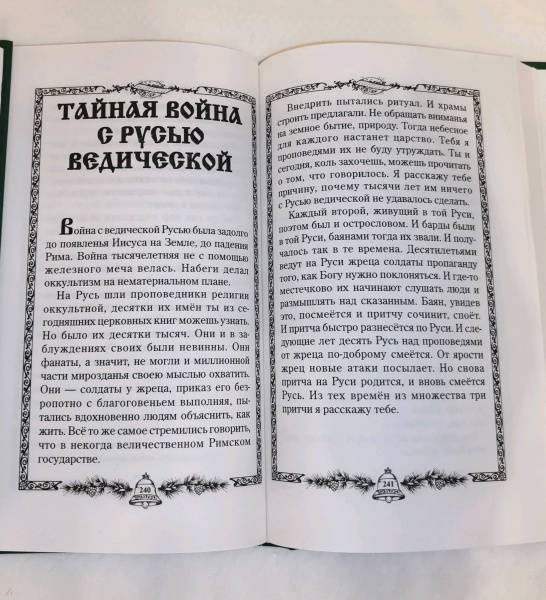 ТАЙНАЯ ВОЙНА
С РУСЬЮ
ВЕДИЧЕСКОЙ
Война с ведической Русью была задолго
до появленья Иисуса на Земле, до падения
Рима. Война тысячелетняя не с помощью
железного меча велась. Набеги делал
оккультизм на нематериальном плане.
На Русь шли проповедники религии
оккультной, десятки их имён ты из се-
годняшних церковных книг можешь узнать.
Но было их десятки тысяч. Они и в за-
блуждениях своих были невинны. Они
фанаты, а значит, не могли и миллионной
части мирозданья своею мыслью охватить.
Они — солдаты у жреца, приказ его без-
ропотно с благоговеньем выполняя, пы-
тались вдохновенно людям объяснить, как
жить. Всё то же самое стремились говорить,
что в некогда величественном Римском
государстве.
240
Внедрить пытались ритуал. И храмы
строить предлагали. Не обращать вниманья
на земное бытие, природу. Тогда небесное
для каждого настанет царство. Тебя я
проповедями их не буду утруждать. Ты и
сегодня, коль захочешь, можешь прочитать
о том, что говорилось. Я расскажу тебе
причину, почему тысячи лет им ничего
с Русью ведической не удавалось сделать.
Каждый второй, живущий в той Руси,
поэтом был и острословом. И барды были
в той Руси, баянами тогда их звали. И полу-
чалось так в те времена. Десятилетьями
ведут на Руси жреца солдаты пропаганду
того, как Богу нужно поклоняться. И где-то
местечково их начинают слушать люди и
размышлять над сказанным. Баян, увидев
это, посмеётся и притчу сочинит, споёт.
И притча быстро разнесётся по Руси. И сле-
дующие лет десять Русь над проповедями
от жреца по-доброму смеётся. От ярости
жрец новые атаки посылает. Но снова
притча на Руси родится, и вновь смеётся
Русь. Из тех времён из множества три
притчи я расскажу тебе.
241